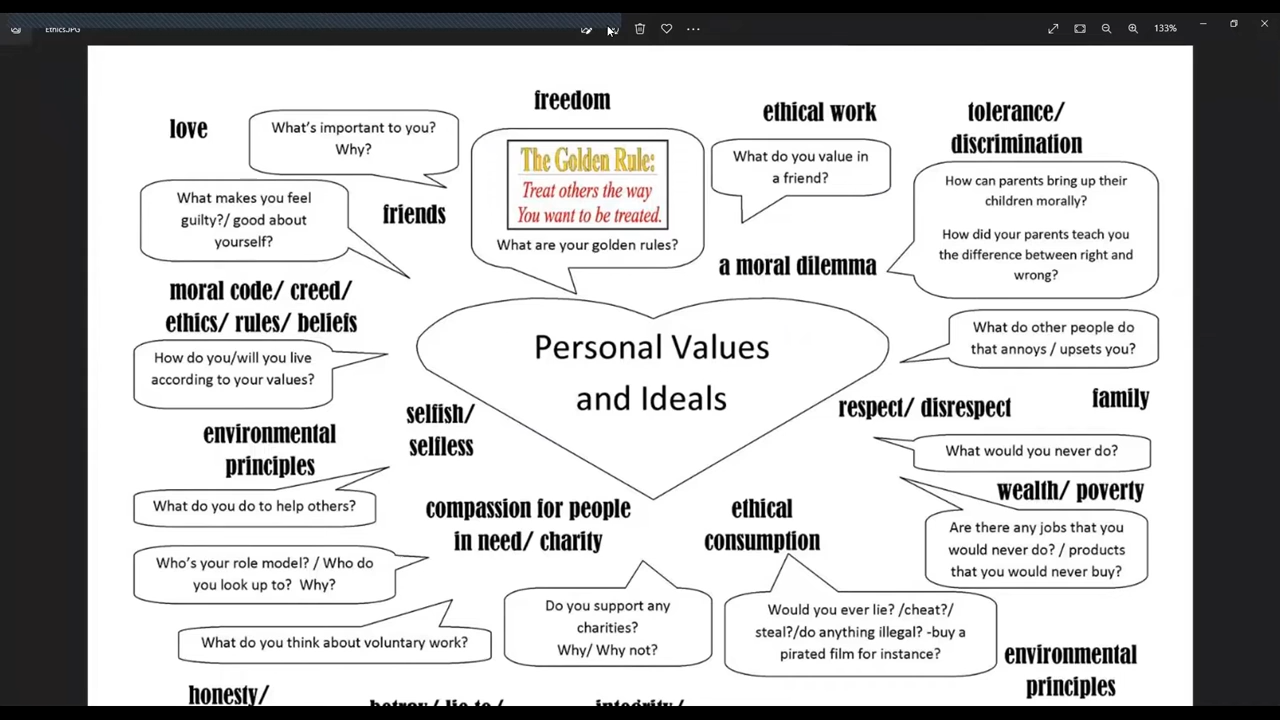 Ethics.JPG
133%
freedom
love
What's important to you?
Why?
ethical work
tolerance/
discrimination
The Golden Rule:
Treat others the way
You want to be treated.
What are your golden rules?
What do you value in
a friend?
What makes you feel
guilty?/ good about
yourself?
friends
How can parents bring up their
children morally?
How did your parents teach you
the difference between right and
wrong?
a moral dilemma
moral code/ creed/
ethics/ rules/ beliefs
What do other people do
that annoys / upsets you?
Personal Values
and Ideals
How do you/will you live
according to your values?
selfish/
selfless
respect/ disrespect
family
environmental
principles
What would you never do?
What do you do to help others?
compassion for people
in need/ charity
ethical
consumption
wealth/ poverty
Are there any jobs that you
would never do? / products
that you would never buy?
Who's your role model? / Who do
you look up to? Why?
Do you support any
charities?
Why/ Why not?
Would you ever lie? /cheat?/
steal?/do anything illegal? -buy a
pirated film for instance?
What do you think about voluntary work?
environmental
principles
honesty/
betray/ lie to/
integrity/